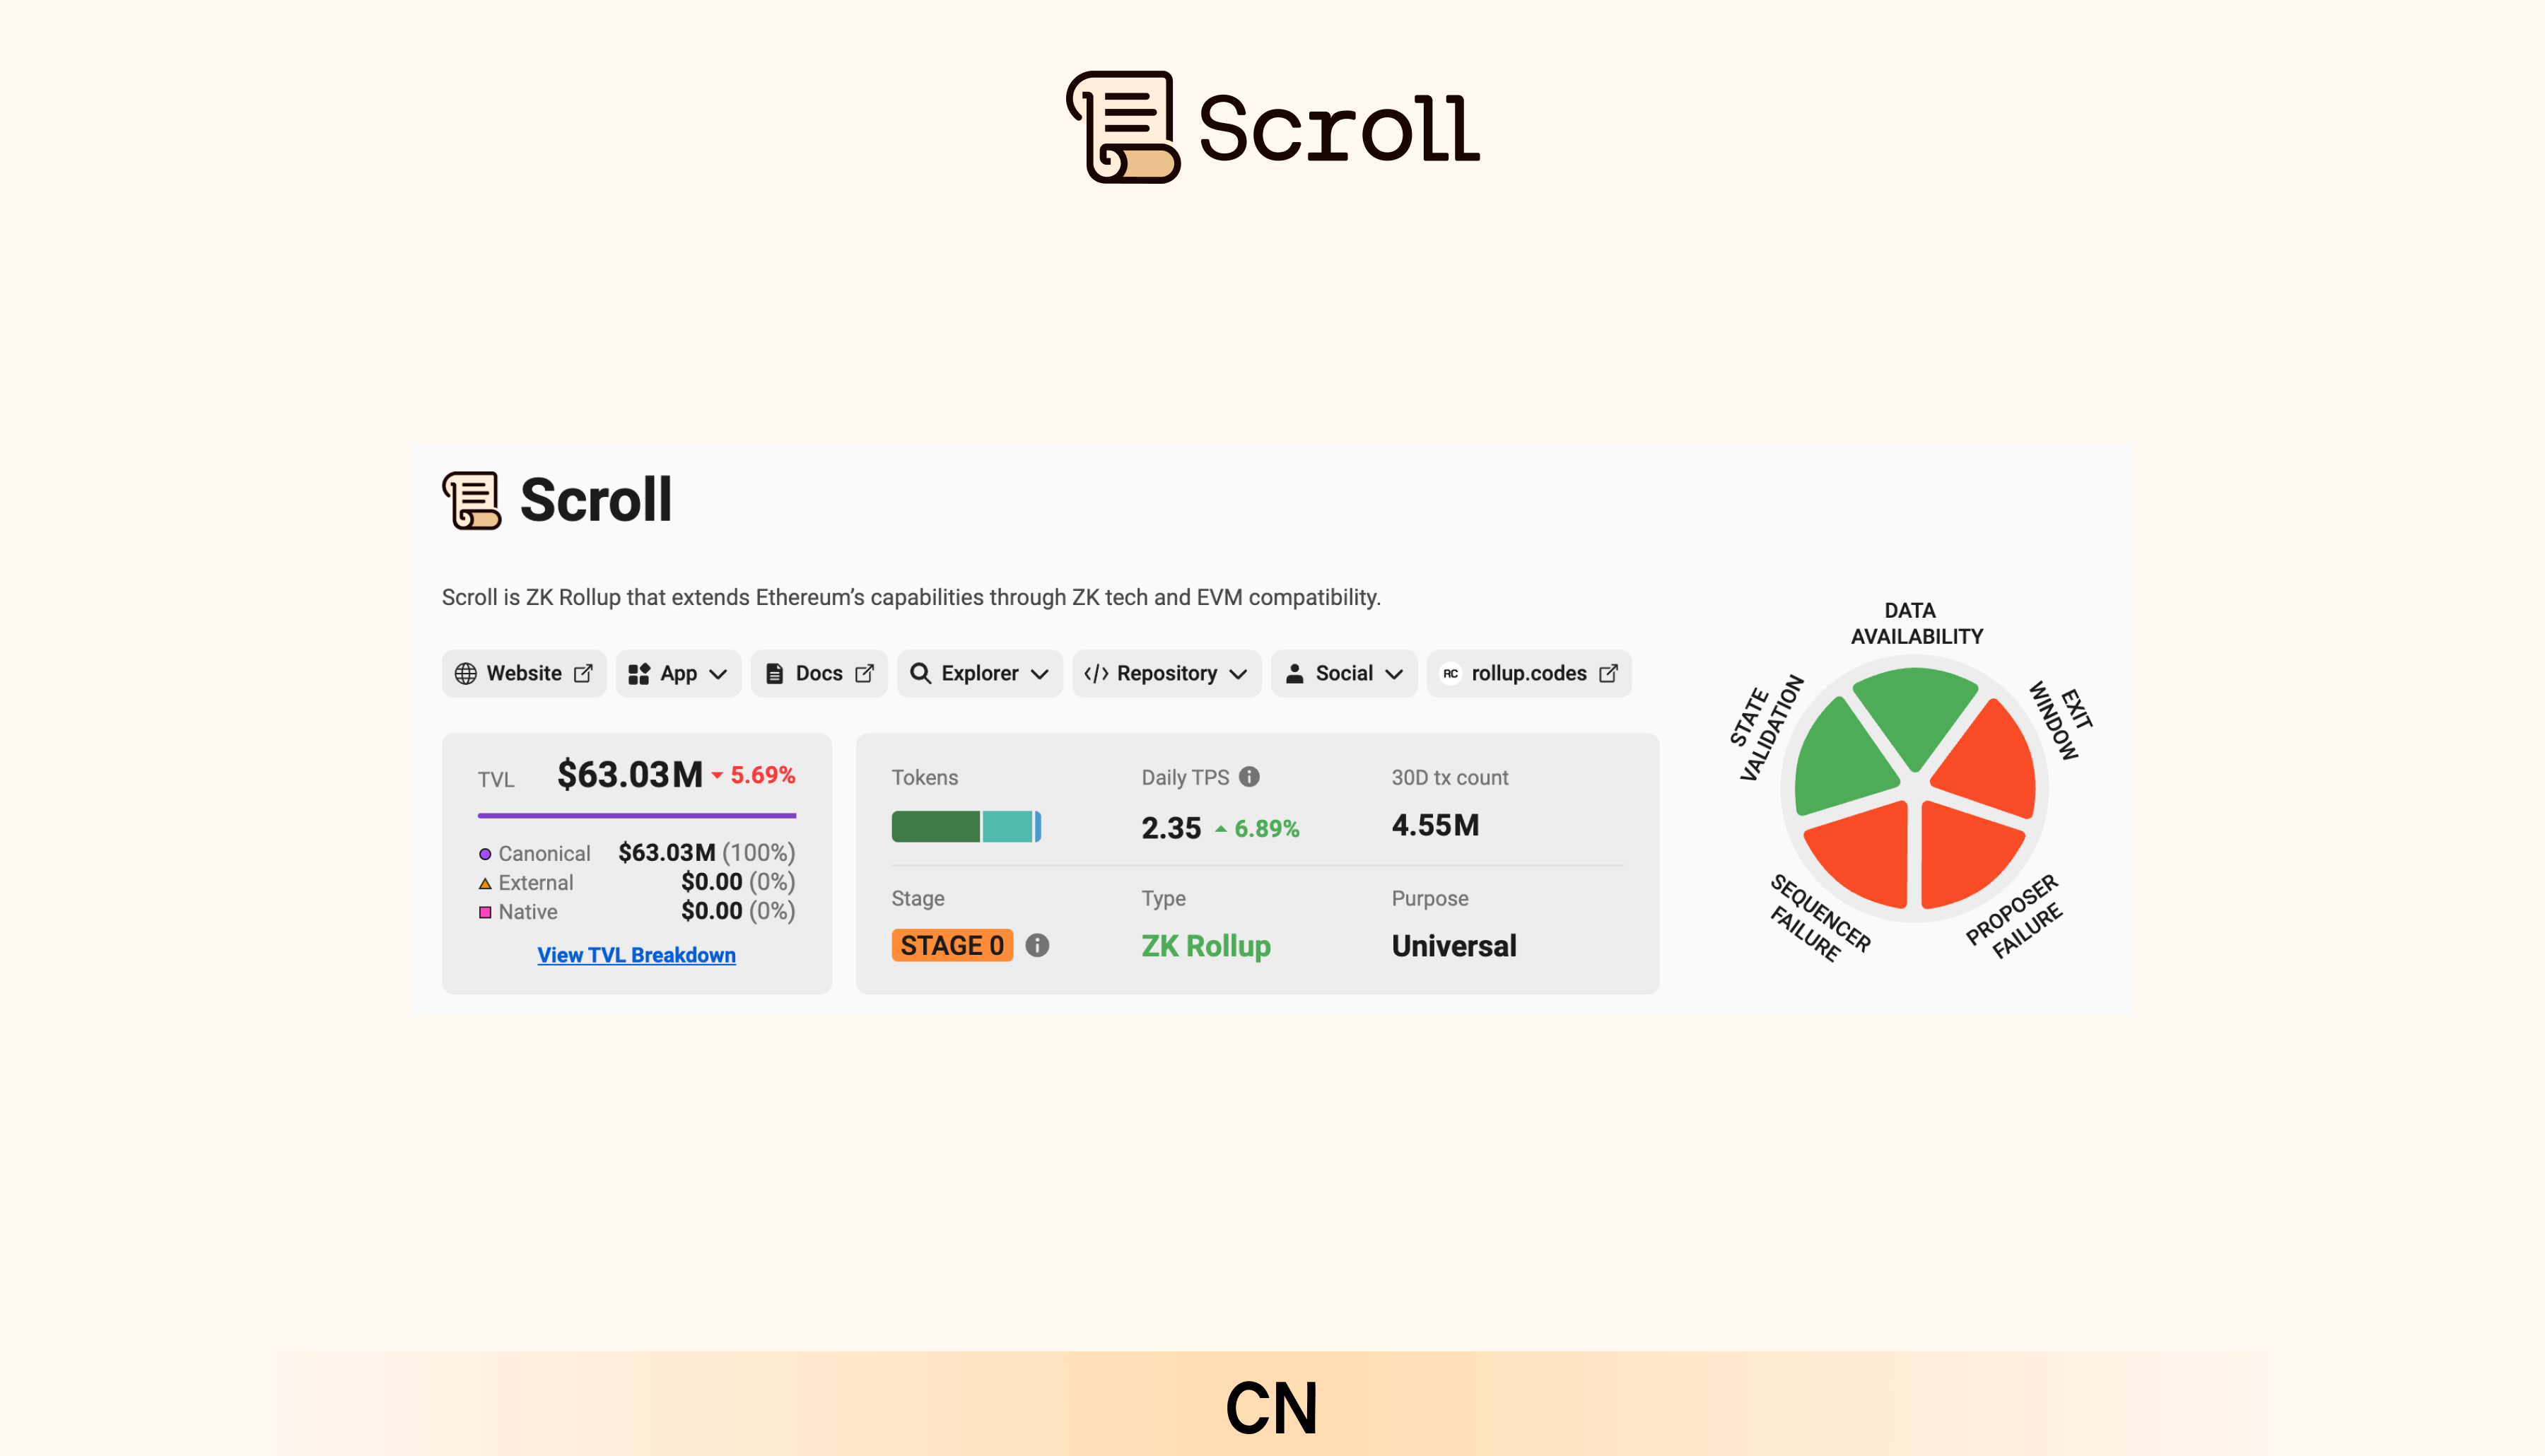 Scroll
Scroll
Scroll is ZK Rollup that extends Ethereum’s capabilities through ZK tech and EVM compatibility.
Website
App
Docs
Explorer
</> Repository
Social
RC rollup.codes
TVL $63.03M 5.69%
Canonical $63.03M (100%)
External $0.00 (0%)
Native $0.00 (0%)
View TVL Breakdown
Tokens
Daily TPS
2.35 6.89%
30D tx count
4.55M
Stage
STAGE 0
Type
ZK Rollup
Purpose
Universal
DATA
AVAILABILITY
STATE
VALIDATION
EXIT
WINDOW
SEQUENCER
FAILURE
PROPOSER
FAILURE
CN